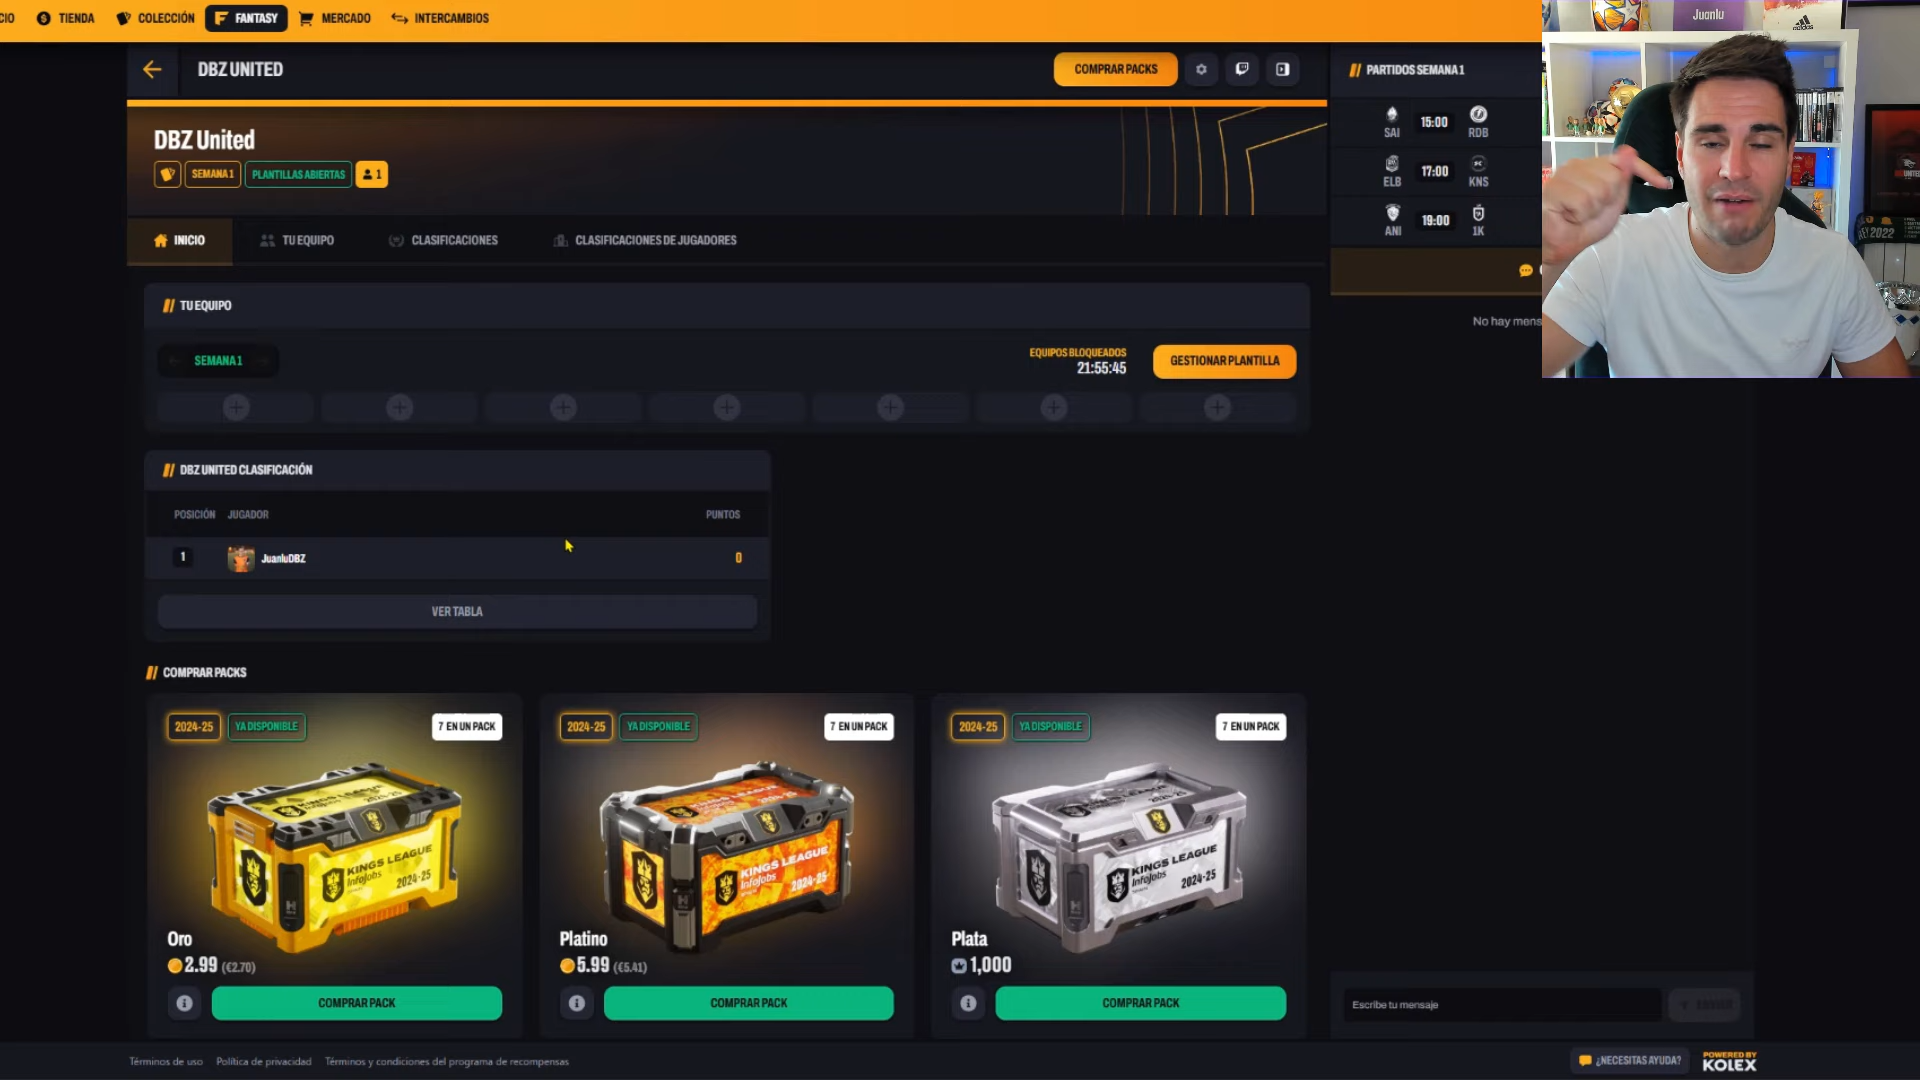 CIO
TIENDA
COLECCIÓN
FANTASY
MERCADO
INTERCAMBIOS
DBZ UNITED
COMPRAR PACKS
PARTIDOS SEMANA 1
DBZ United
SEMANA 1
PLANTILLAS ABIERTAS
1
SAI 15:00 RDB
ELB 17:00 KNS
ANI 19:00 1K
INICIO
TU EQUIPO
CLASIFICACIONES
CLASIFICACIONES DE JUGADORES
TU EQUIPO
SEMANA 1
EQUIPOS BLOQUEADOS
21:55:45
GESTIONAR PLANTILLA
No hay mens
DBZ UNITED CLASIFICACIÓN
POSICIÓN JUGADOR PUNTOS
1 JuanluDBZ 0
VER TABLA
COMPRAR PACKS
2024-25 YA DISPONIBLE 7 EN UN PACK
KINGS LEAGUE
InfoJobs
2024-25
Oro
2.99 (€2.70)
COMPRAR PACK
2024-25 YA DISPONIBLE 7 EN UN PACK
KINGS LEAGUE
InfoJobs
2024-25
Platino
5.99 (€5.41)
COMPRAR PACK
2024-25 YA DISPONIBLE 7 EN UN PACK
KINGS LEAGUE
InfoJobs
2024-25
Plata
1,000
COMPRAR PACK
Escribe tu mensaje
Términos de uso
Política de privacidad
Términos y condiciones del programa de recompensas
¿NECESITAS AYUDA?
POWERED BY
KOLEX
Juanlu
adidas
REY 2022